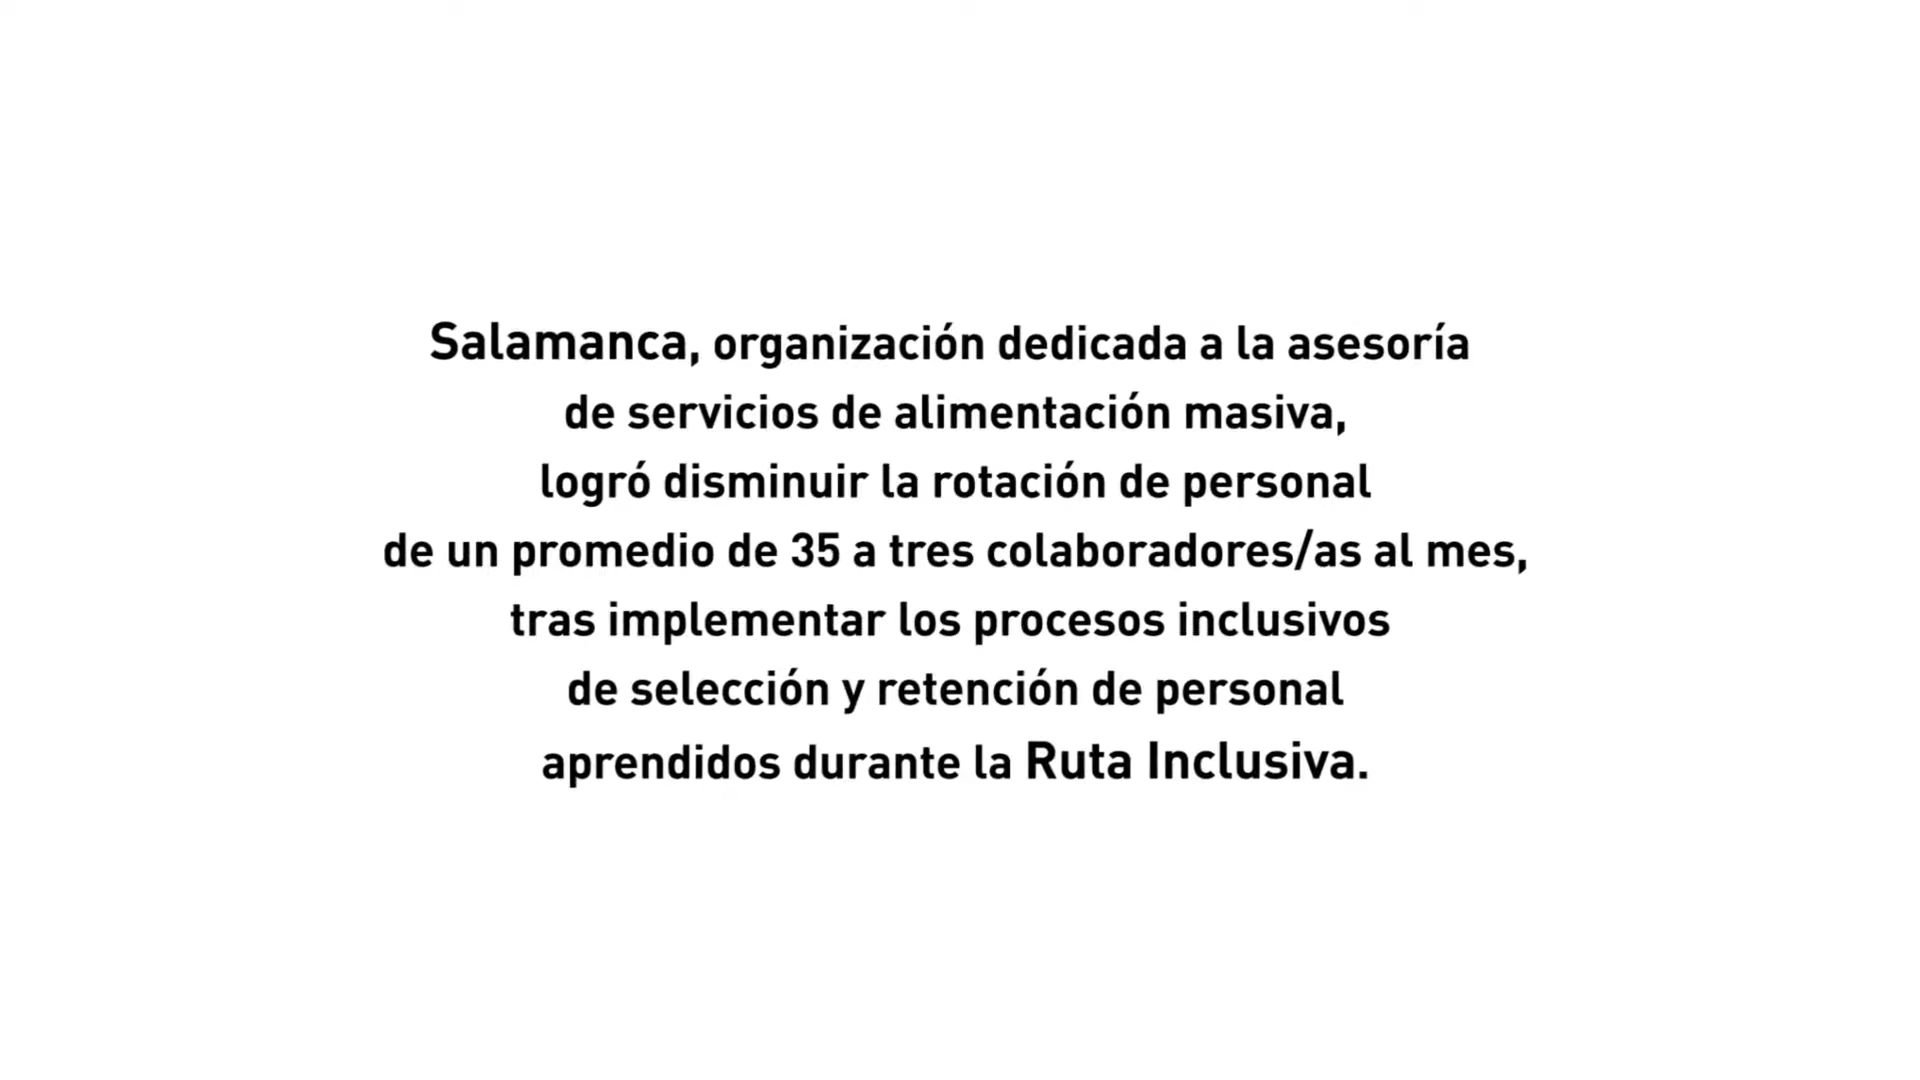 Salamanca, organización dedicada a la asesoría
de servicios de alimentación masiva,
logró disminuir la rotación de personal
de un promedio de 35 a tres colaboradores/as al mes,
tras implementar los procesos inclusivos
de selección y retención de personal
aprendidos durante la Ruta Inclusiva.